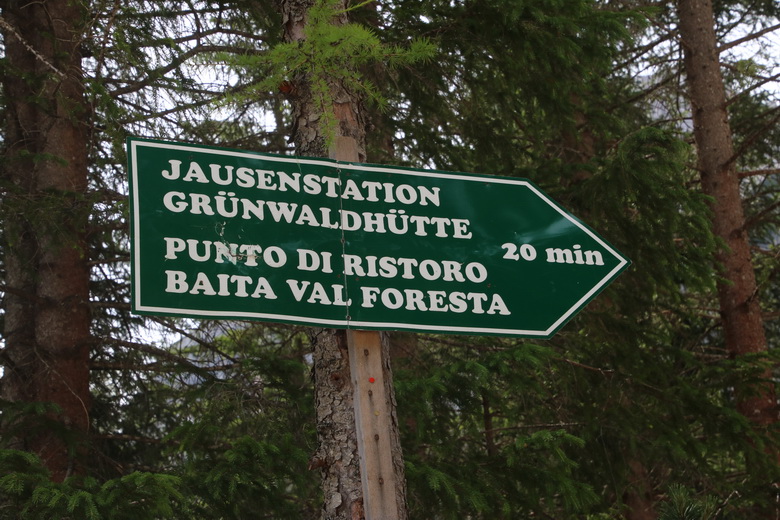 JAUSENSTATION
GRÜNWALDHÜTTE
PUNTO DI RISTORO
BAITA VAL FORESTA
20 min